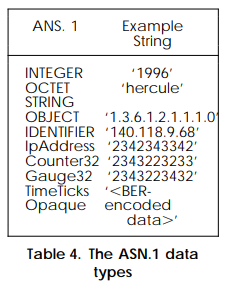 ANS. 1 Example
String
INTEGER '1996'
OCTET 'hercule'
STRING
OBJECT '1.3.6.1.2.1.1.1.0'
IDENTIFIER '140.118.9.68'
IpAddress '2342343342'
Counter32 '2343223233'
Gauge32 '2343223432'
TimeTicks '<BER-
Opaque encoded
data>'
Table 4. The ASN.1 data
types